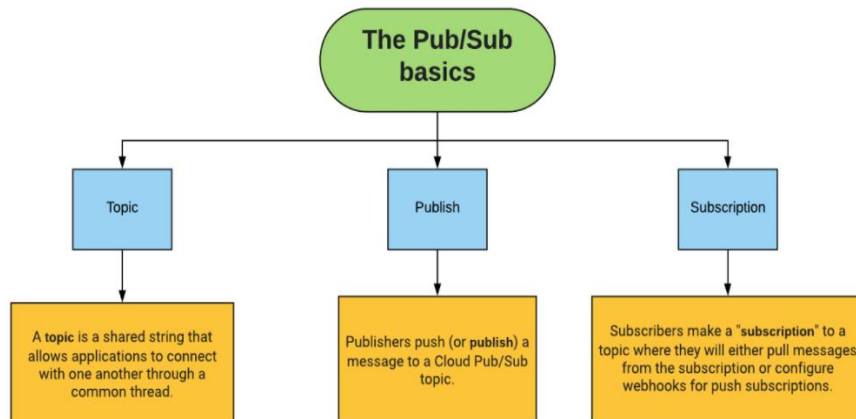 The Pub/Sub
basics
Topic
Publish
Subscription
A topic is a shared string that
allows applications to connect
with one another through a
common thread.
Publishers push (or publish) a
message to a Cloud Pub/Sub
topic.
Subscribers make a "subscription" to a
topic where they will either pull messages
from the subscription or configure
webhooks for push subscriptions.